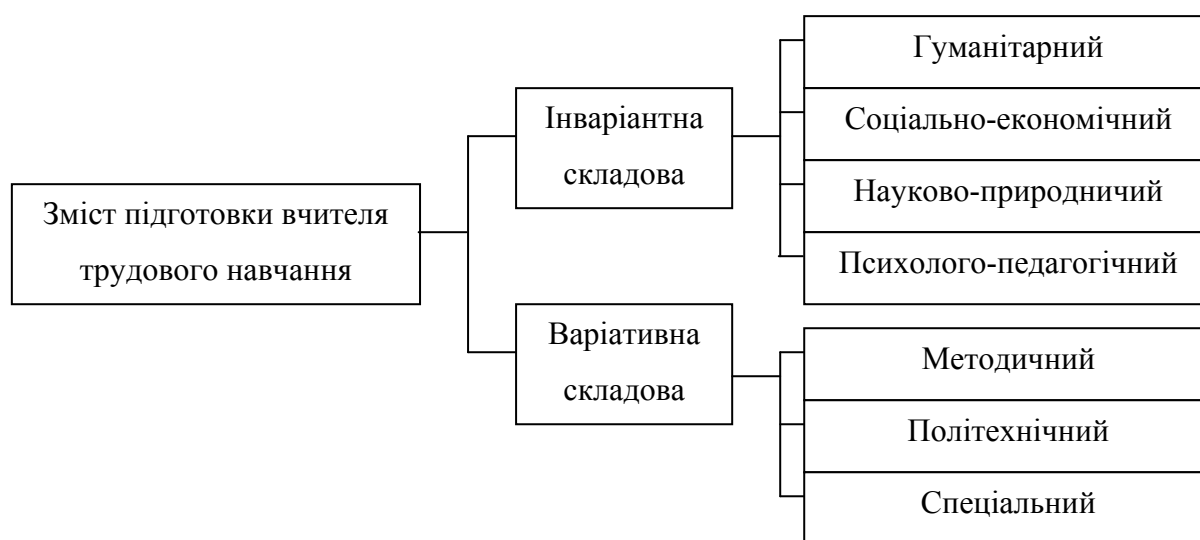 Зміст підготовки вчителя
трудового навчання
Інваріантна
складова
Гуманітарний
Соціально-економічний
Науково-природничий
Психолого-педагогічний
Варіативна
складова
Методичний
Політехнічний
Спеціальний